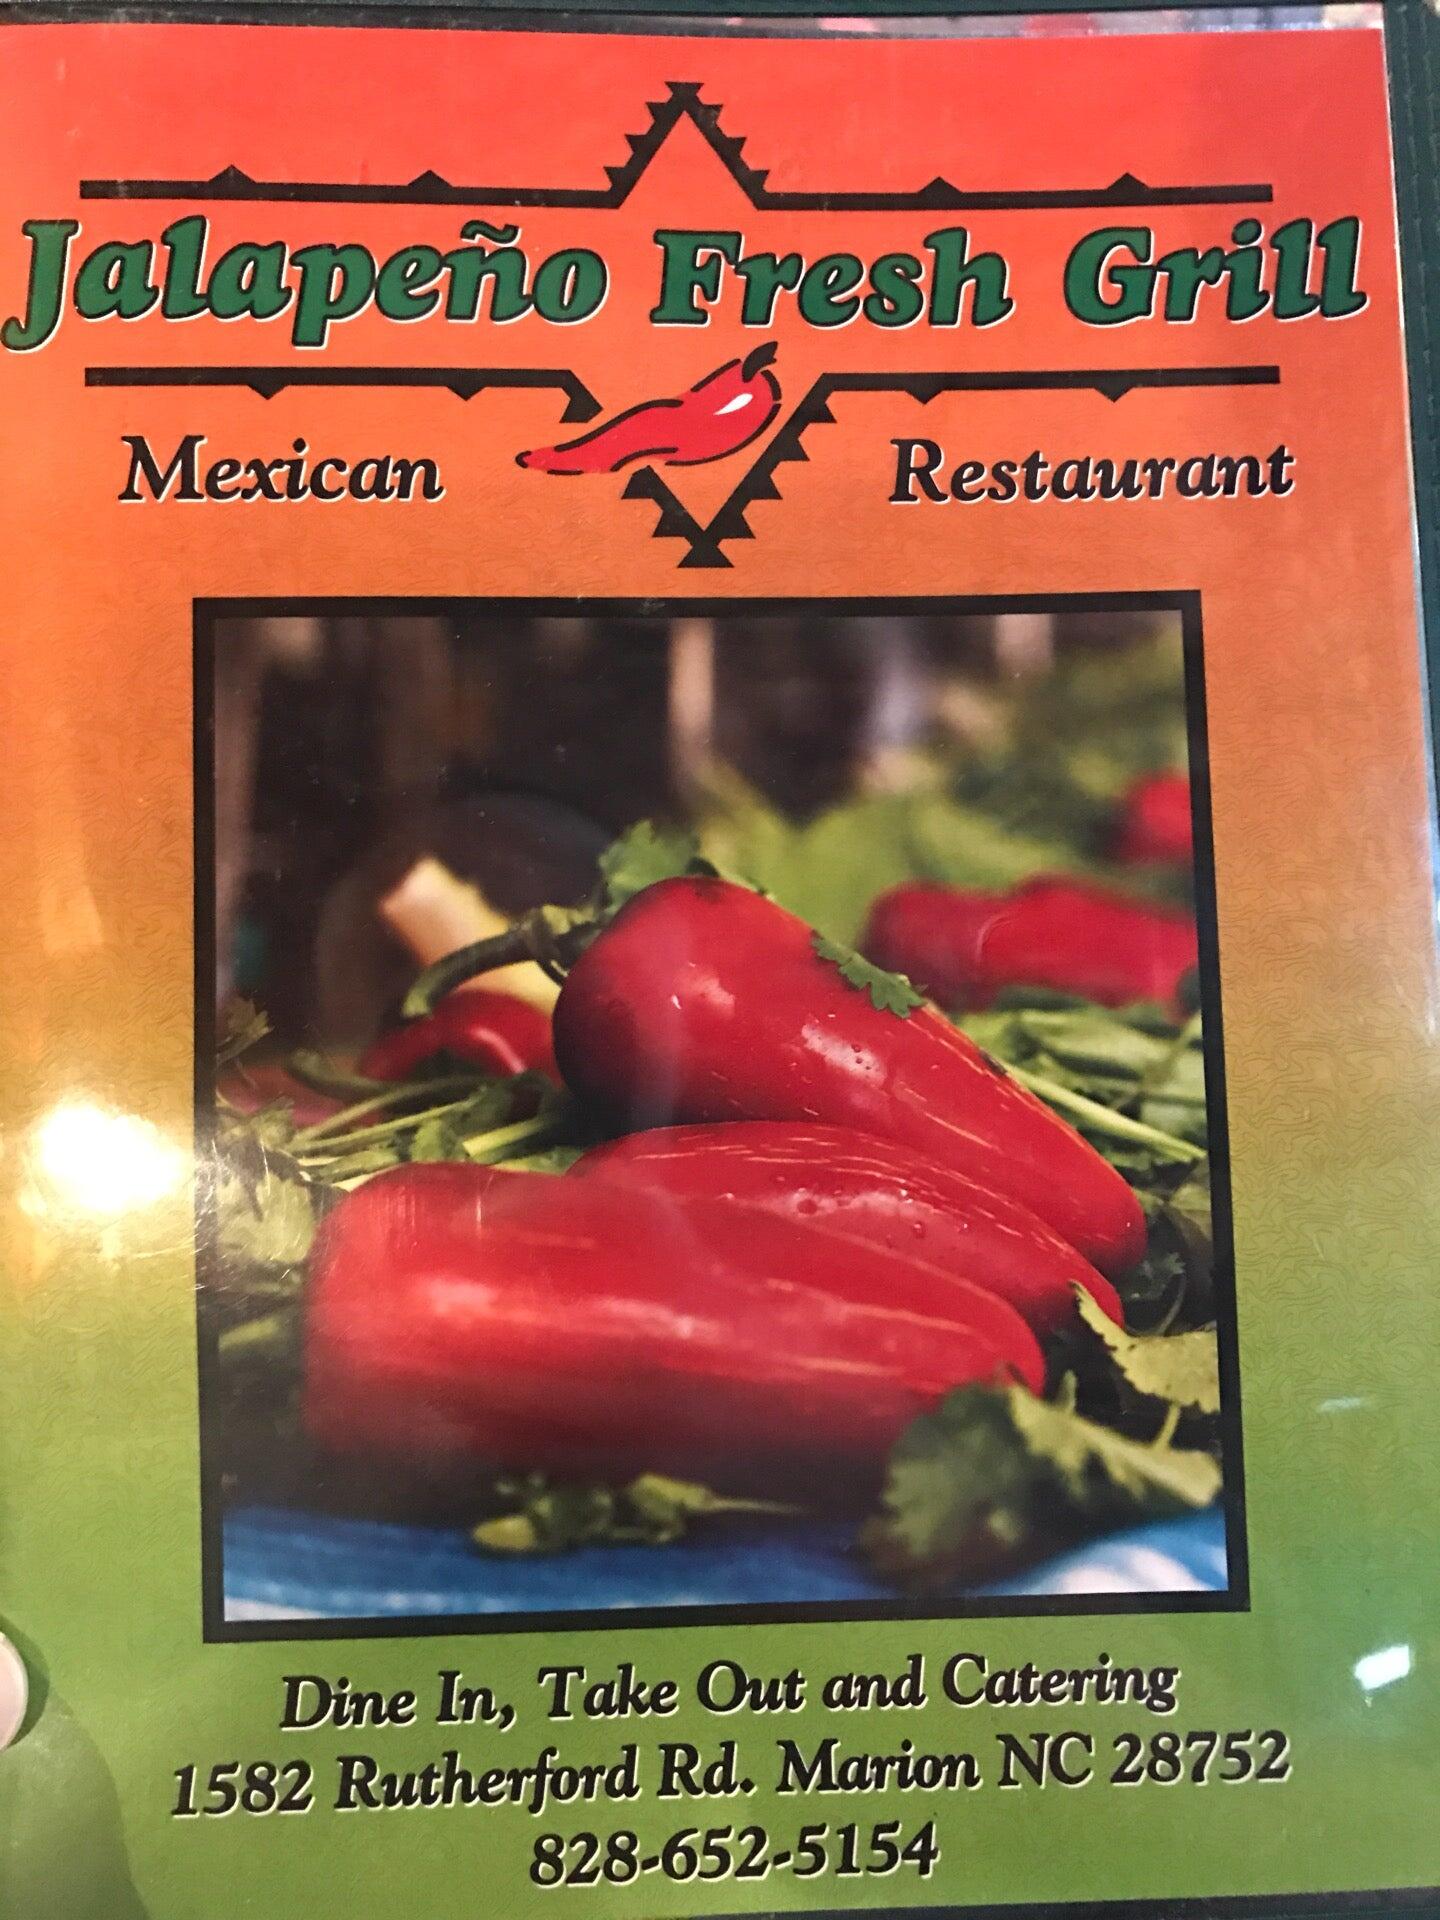 Jalapeño Fresh Grill
Mexican Restaurant
Dine In, Take Out and Catering
1582 Rutherford Rd. Marion NC 28752
828-652-5154